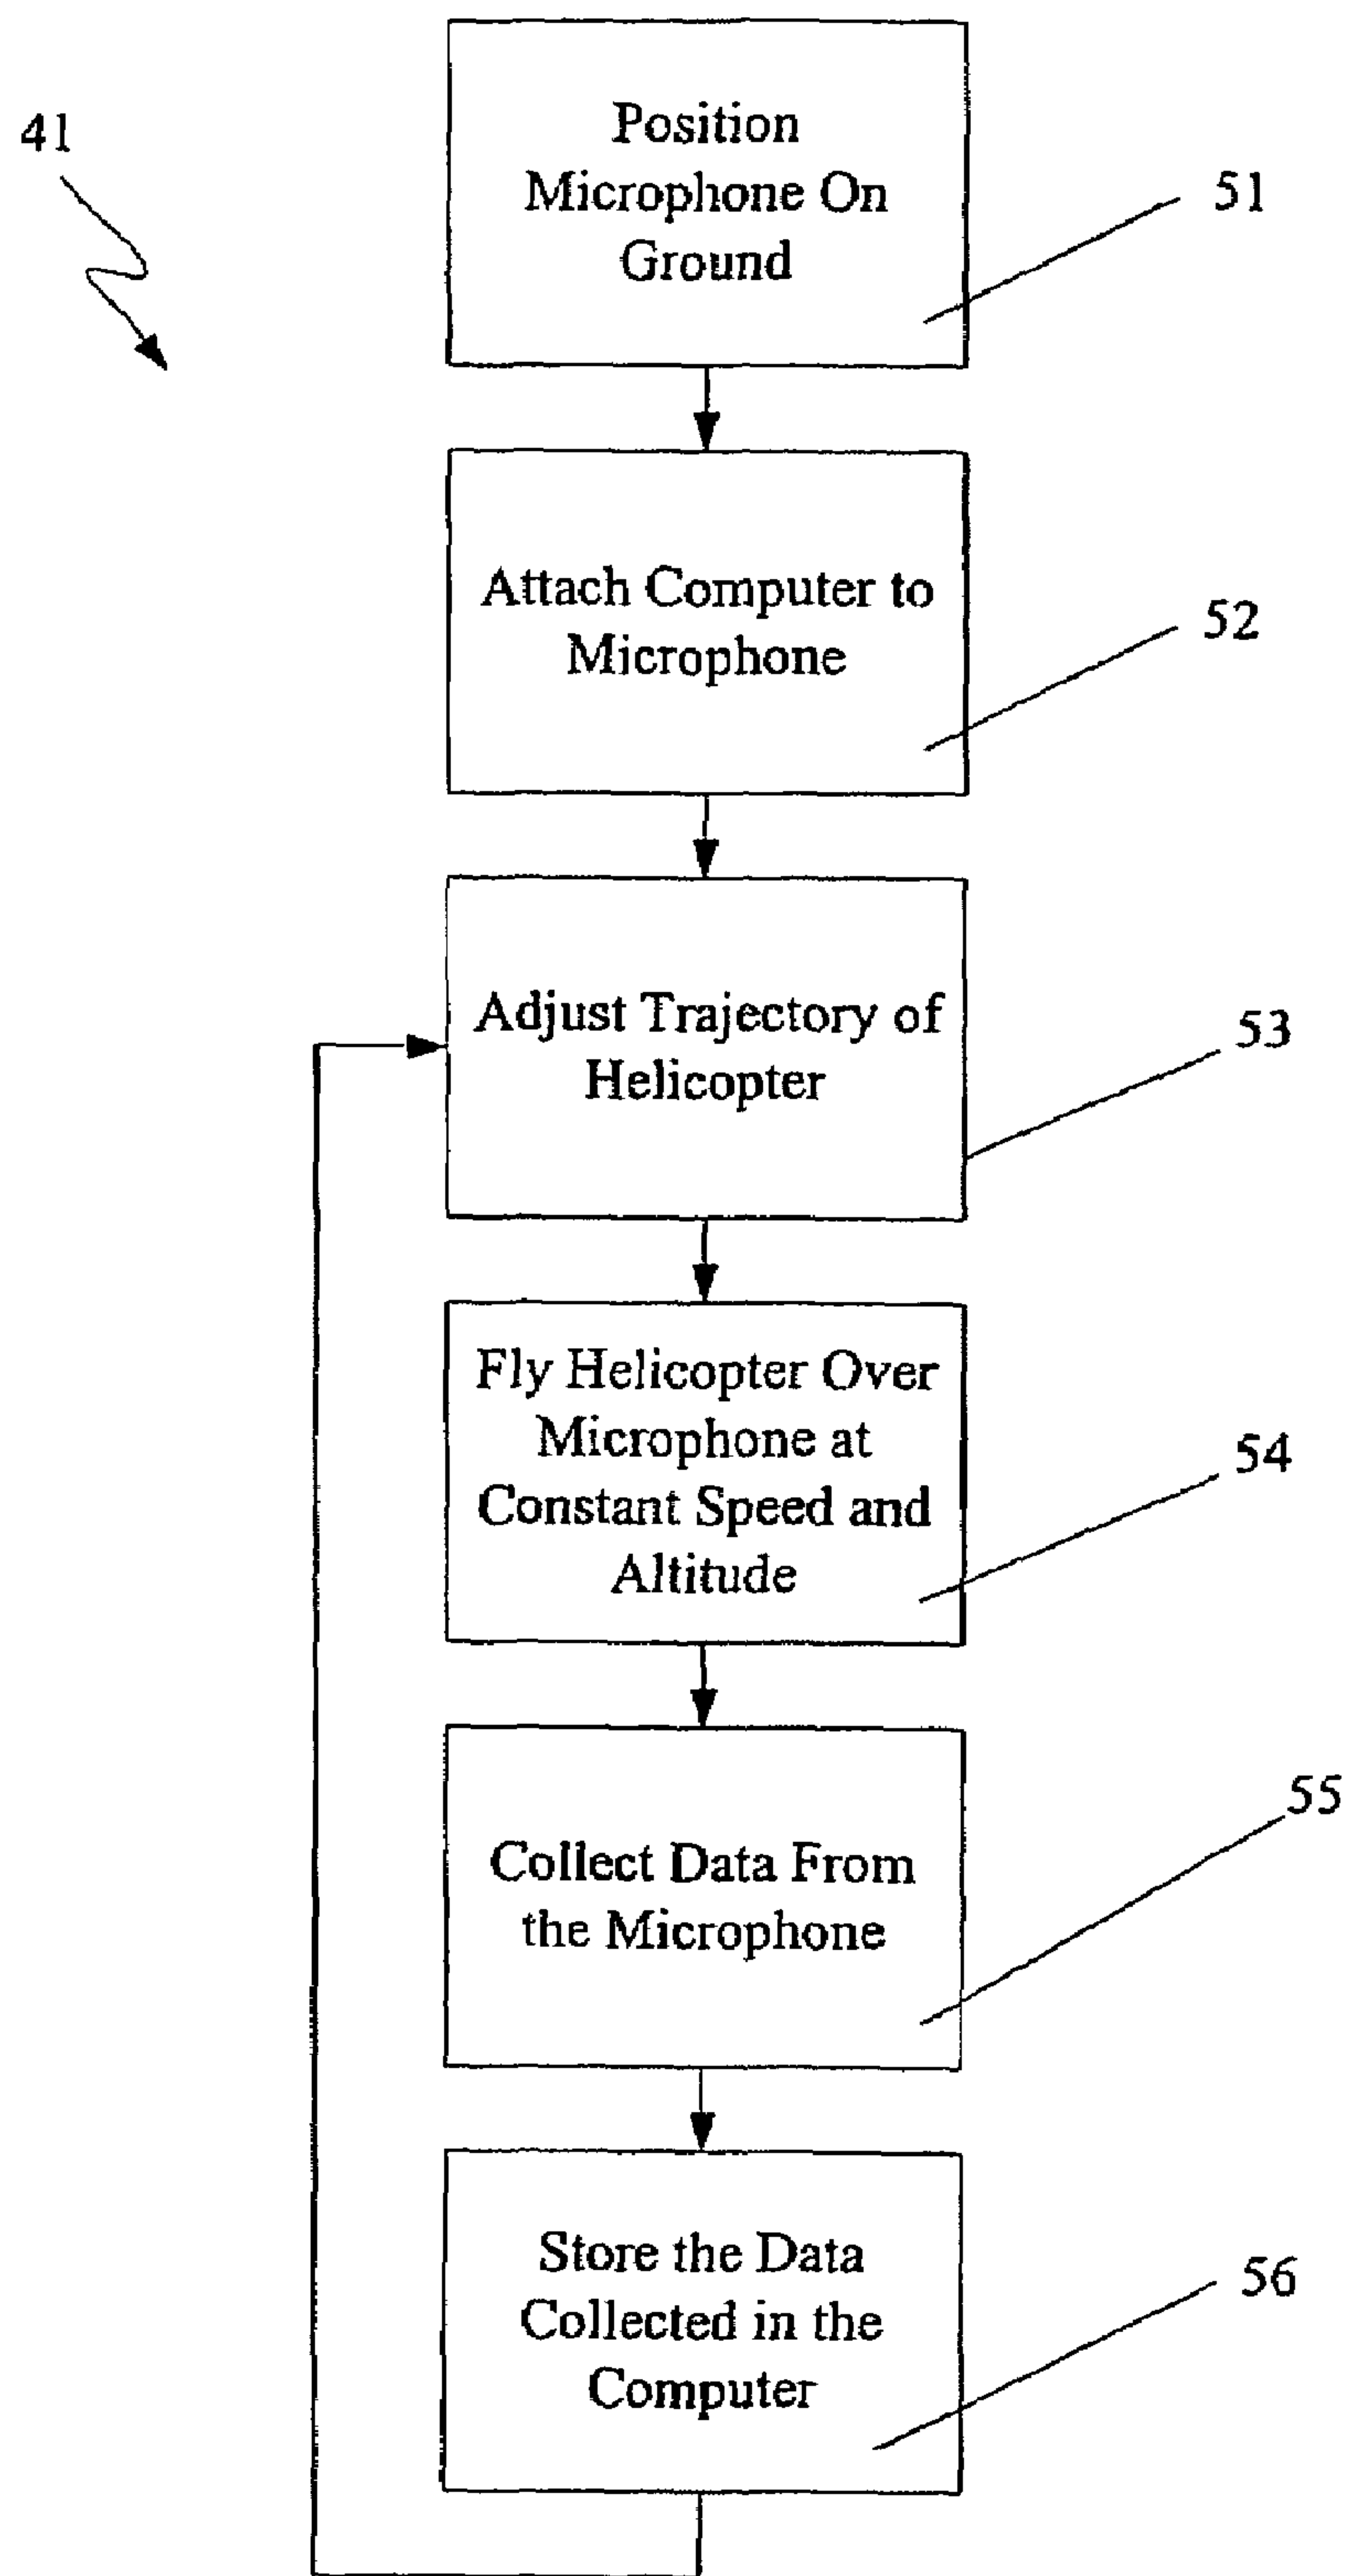 41
Position
Microphone On
Ground
51
Attach Computer to
Microphone
52
Adjust Trajectory of
Helicopter
53
Fly Helicopter Over
Microphone at
Constant Speed and
Altitude
54
Collect Data From
the Microphone
55
Store the Data
Collected in the
Computer
56